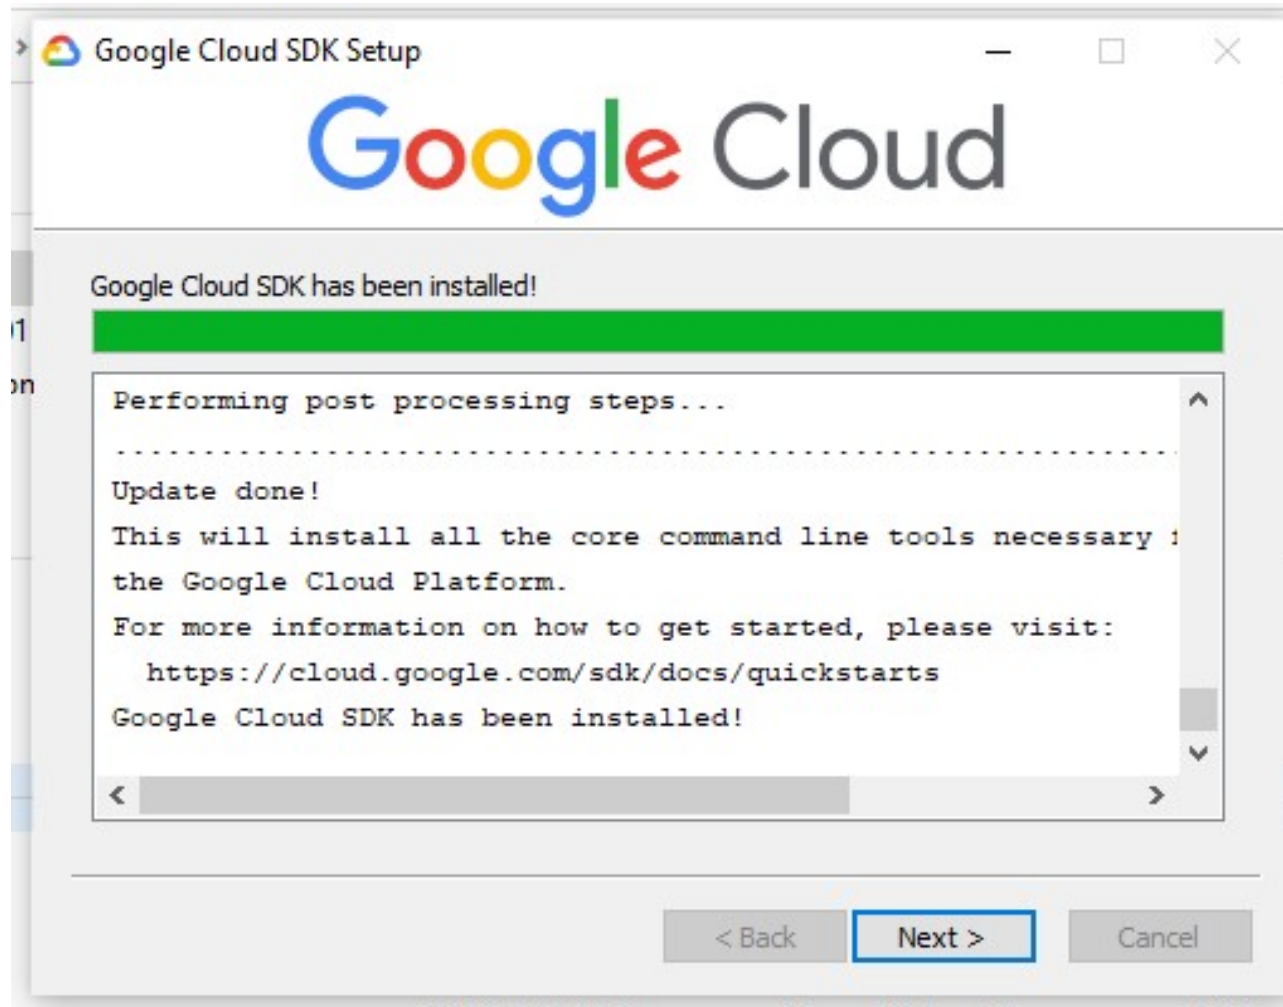 Google Cloud SDK Setup
Google Cloud
Google Cloud SDK has been installed!
Performing post processing steps...
................................................................
Update done!
This will install all the core command line tools necessary
the Google Cloud Platform.
For more information on how to get started, please visit:
https://cloud.google.com/sdk/docs/quickstarts
Google Cloud SDK has been installed!
< Back
Next >
Cancel